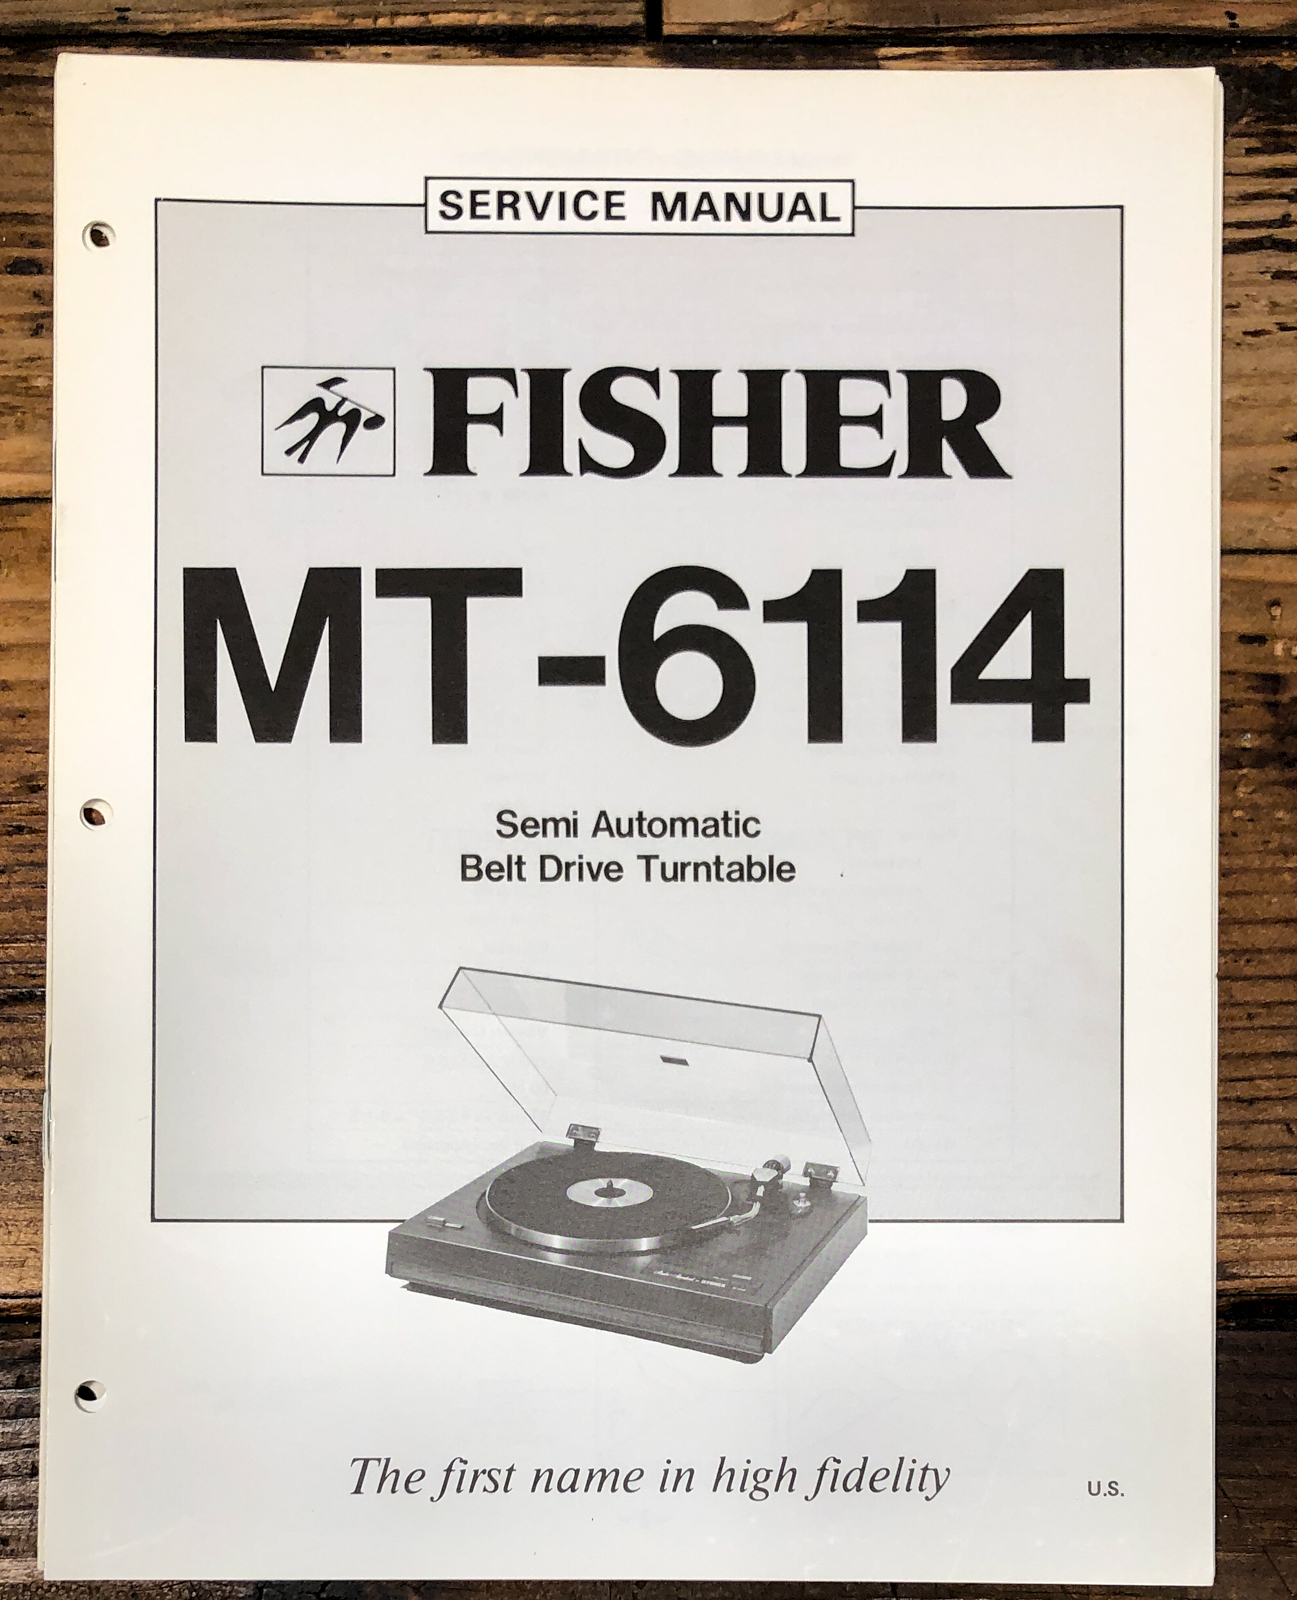 SERVICE MANUAL
FISHER
MT-6114
Semi Automatic
Belt Drive Turntable
The first name in high fidelity
U.S.